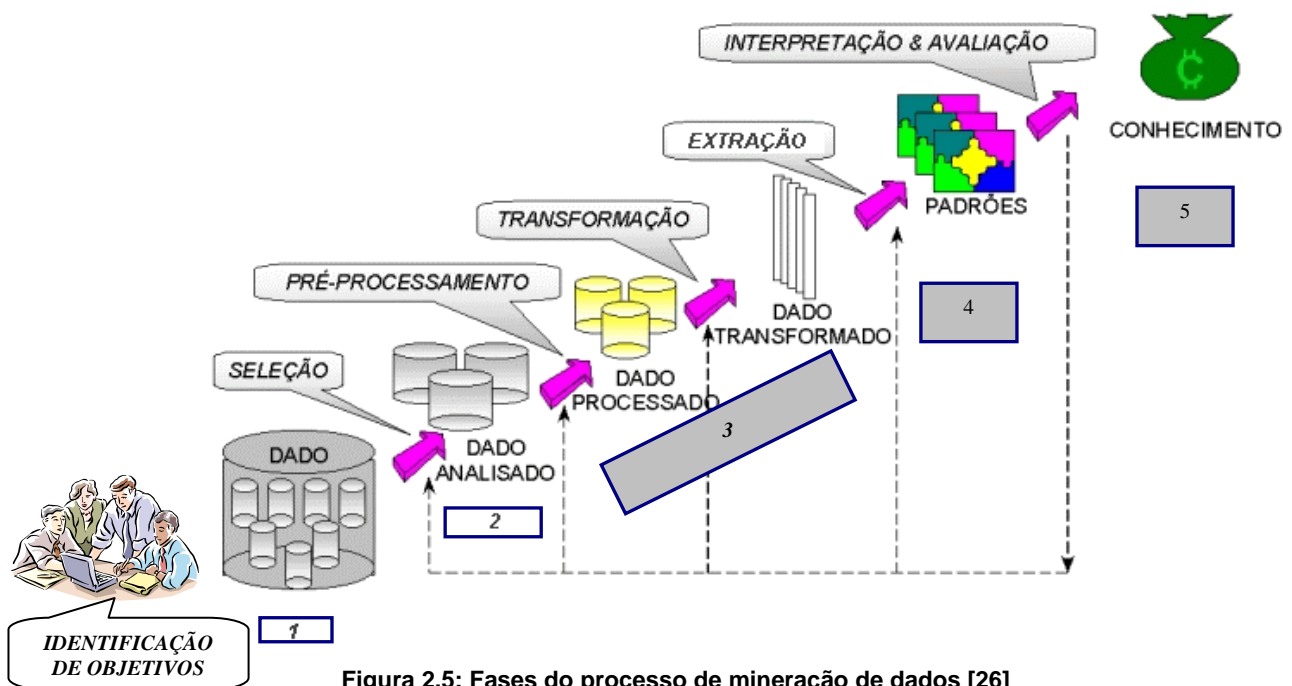 INTERPRETAÇÃO & AVALIAÇÃO
₵
CONHECIMENTO
EXTRAÇÃO
PADRÕES
5
TRANSFORMAÇÃO
DADO
TRANSFORMADO
4
PRÉ-PROCESSAMENTO
DADO
PROCESSADO
3
SELEÇÃO
DADO
ANALISADO
2
DADO
1
IDENTIFICAÇÃO
DE OBJETIVOS
Figura 2.5: Fases do processo de mineração de dados [26]